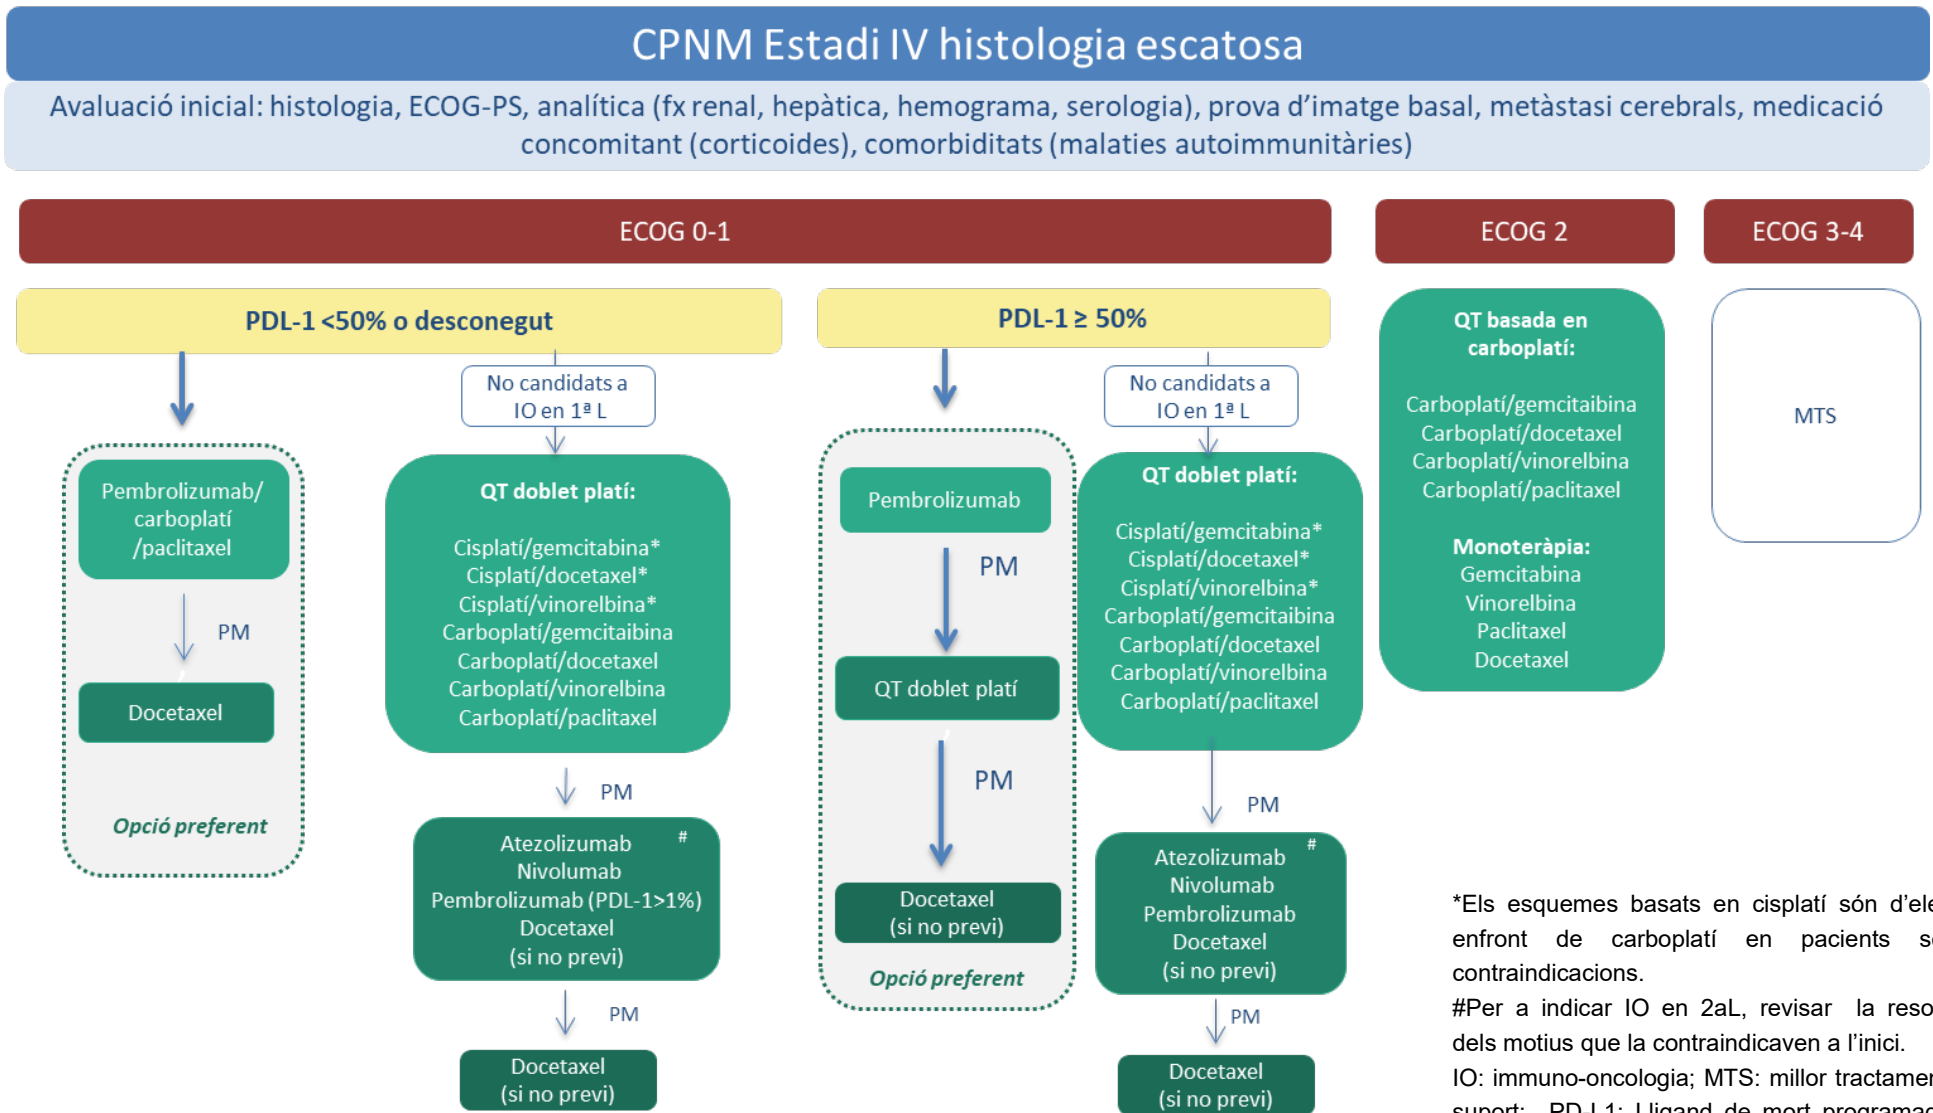 CPNM Estadi IV histologia escatosa
Avaluació inicial: histologia, ECOG-PS, analítica (fx renal, hepàtica, hemograma, serologia), prova d'imatge basal, metàstasi cerebrals, medicació
concomitant (corticoides), comorbiditats (malaties autoimmunitàries)
ECOG 0-1
ECOG 2
ECOG 3-4
PDL-1 <50% o desconegut
No candidats a
IO en 1ª L
Pembrolizumab/
carboplatí
/paclitaxel
PM
Docetaxel
Opció preferent
QT doblet platí:
Cisplatí/gemcitabina*
Cisplatí/docetaxel*
Cisplatí/vinorelbina*
Carboplatí/gemcitaibina
Carboplatí/docetaxel
Carboplatí/vinorelbina
Carboplatí/paclitaxel
PM
Atezolizumab #
Nivolumab
Pembrolizumab (PDL-1>1%)
Docetaxel
(si no previ)
PM
Docetaxel
(si no previ)
PDL-1 ≥ 50%
No candidats a
IO en 1ª L
Pembrolizumab
PM
QT doblet platí
PM
Docetaxel
(si no previ)
Opció preferent
QT doblet platí:
Cisplatí/gemcitabina*
Cisplatí/docetaxel*
Cisplatí/vinorelbina*
Carboplatí/gemcitaibina
Carboplatí/docetaxel
Carboplatí/vinorelbina
Carboplatí/paclitaxel
PM
Atezolizumab #
Nivolumab
Pembrolizumab
Docetaxel
(si no previ)
PM
Docetaxel
(si no previ)
QT basada en
carboplatí:
Carboplatí/gemcitaibina
Carboplatí/docetaxel
Carboplatí/vinorelbina
Carboplatí/paclitaxel
Monoteràpia:
Gemcitabina
Vinorelbina
Paclitaxel
Docetaxel
MTS
*Els esquemes basats en cisplatí són d'ele
enfront de carboplatí en pacients s
contraindicacions.
#Per a indicar IO en 2aL, revisar la reso
dels motius que la contraindicaven a l'inici.
IO: immuno-oncologia; MTS: millor tractamen
suport; PD-L1: Lligand de mort programad